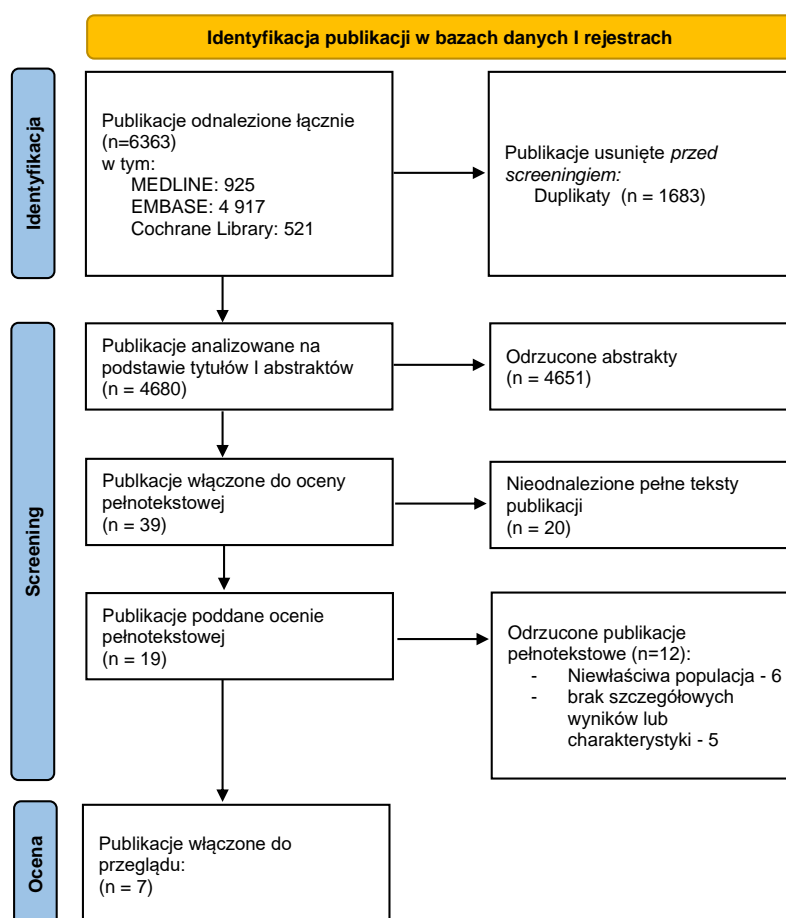 Identyfikacja publikacji w bazach danych I rejestrach
Identyfikacja
Publikacje odnalezione łącznie
(n=6363)
w tym:
MEDLINE: 925
EMBASE: 4 917
Cochrane Library: 521
Publikacje usunięte przed
screeningiem:
Duplikaty (n = 1683)
Screening
Publikacje analizowane na
podstawie tytułów I abstraktów
(n = 4680)
Odrzucone abstrakty
(n = 4651)
Publkacje włączone do oceny
pełnotekstowej
(n = 39)
Nieodnalezione pełne teksty
publikacji
(n = 20)
Publikacje poddane ocenie
pełnotekstowej
(n = 19)
Odrzucone publikacje
pełnotekstowe (n=12):
- Niewłaściwa populacja - 6
- brak szczegółowych
wyników lub
charakterystyki - 5
Ocena
Publikacje włączone do
przeglądu:
(n = 7)